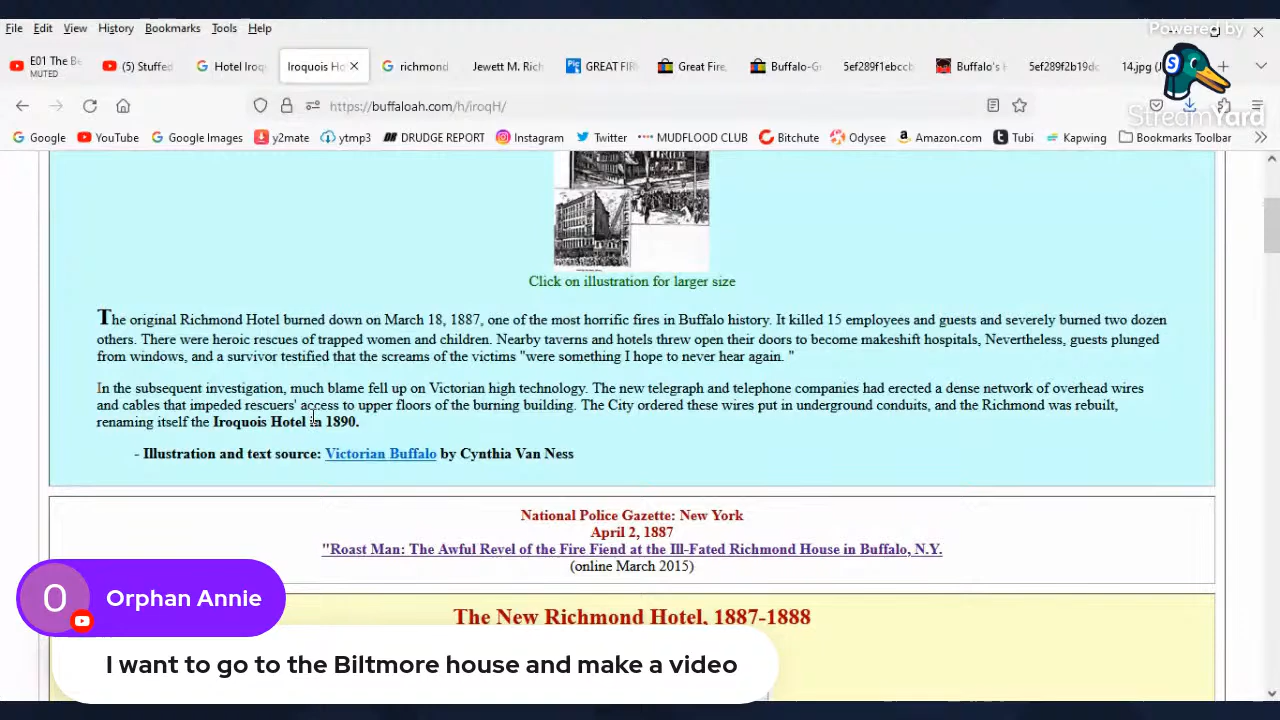 File Edit View History Bookmarks Tools Help
Powered by
E01 The Be
MUTED
(5) Stuffed
Hotel Iroq
Iroquois Ho
richmond
Jewett M. Rich
GREAT FIR
Great Fire,
Buffalo-Gr
5ef289f1ebccb
Buffalo's H
5ef289f2b19dc
14.jpg (J
S
https://buffaloah.com/h/iroqH/
StreamYard
Google YouTube Google Images y2mate ytmp3 DRUDGE REPORT Instagram Twitter MUDFLOOD CLUB Bitchute Odysee Amazon.com Tubi Kapwing Bookmarks Toolbar
Click on illustration for larger size
The original Richmond Hotel burned down on March 18, 1887, one of the most horrific fires in Buffalo history. It killed 15 employees and guests and severely burned two dozen
others. There were heroic rescues of trapped women and children. Nearby taverns and hotels threw open their doors to become makeshift hospitals, Nevertheless, guests plunged
from windows, and a survivor testified that the screams of the victims "were something I hope to never hear again. "
In the subsequent investigation, much blame fell up on Victorian high technology. The new telegraph and telephone companies had erected a dense network of overhead wires
and cables that impeded rescuers' access to upper floors of the burning building. The City ordered these wires put in underground conduits, and the Richmond was rebuilt,
renaming itself the Iroquois Hotel in 1890.
- Illustration and text source: Victorian Buffalo by Cynthia Van Ness
National Police Gazette: New York
April 2, 1887
"Roast Man: The Awful Revel of the Fire Fiend at the Ill-Fated Richmond House in Buffalo, N.Y.
(online March 2015)
The New Richmond Hotel, 1887-1888
O
Orphan Annie
I want to go to the Biltmore house and make a video